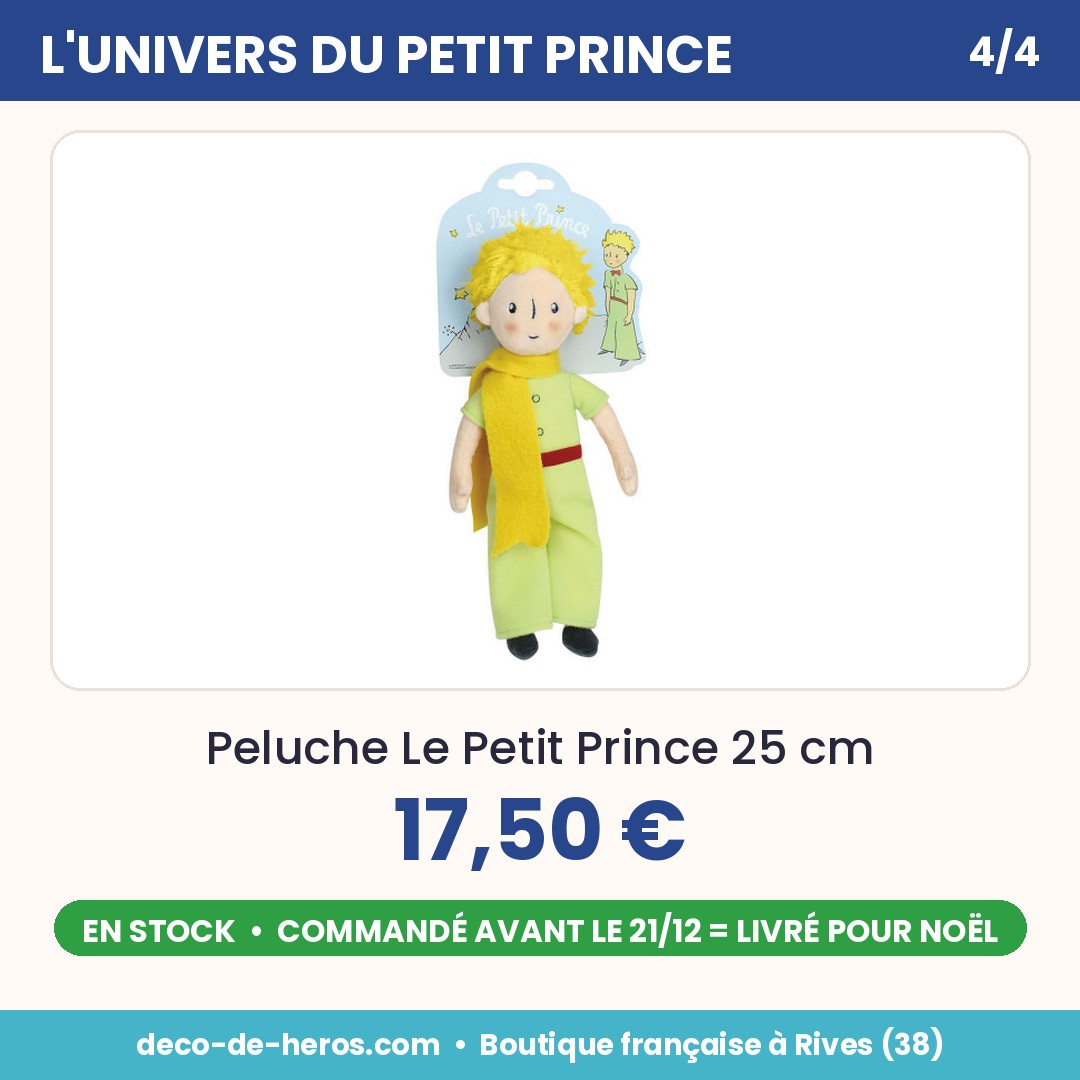 L'UNIVERS DU PETIT PRINCE
4/4
Le Petit Prince
Peluche Le Petit Prince 25 cm
17,50 €
EN STOCK • COMMANDÉ AVANT LE 21/12 = LIVRÉ POUR NOËL
deco-de-heros.com • Boutique française à Rives (38)